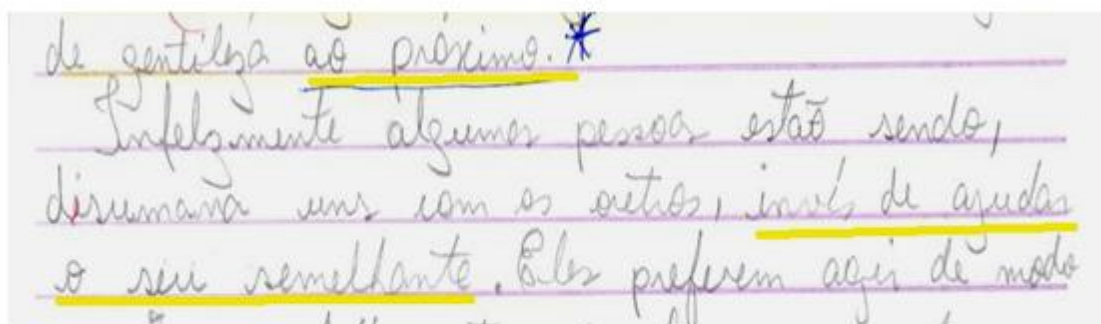 de gentileza ao próximo.*
Infelizmente algumas pessoas estão sendo,
disumana uns com os outros, invés de ajudar
o seu semelhante. Eles preferem agir de modo